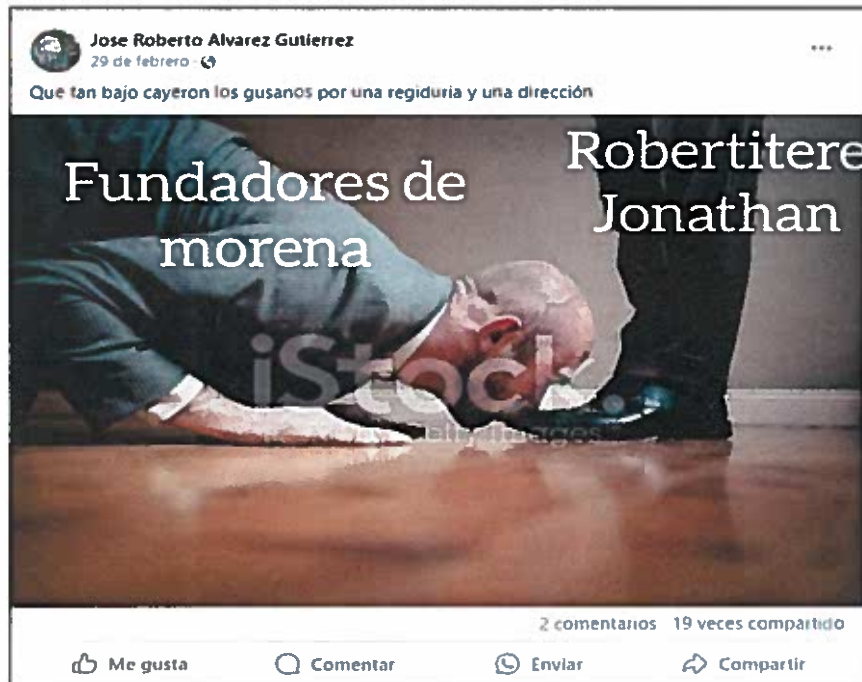 Jose Roberto Alvarez Gutierrez
29 de febrero ·
Que tan bajo cayeron los gusanos por una regiduria y una dirección
Fundadores de
morena
Robertitere
Jonathan
iStock.
2 comentarios 19 veces compartido
Me gusta Comentar Enviar Compartir